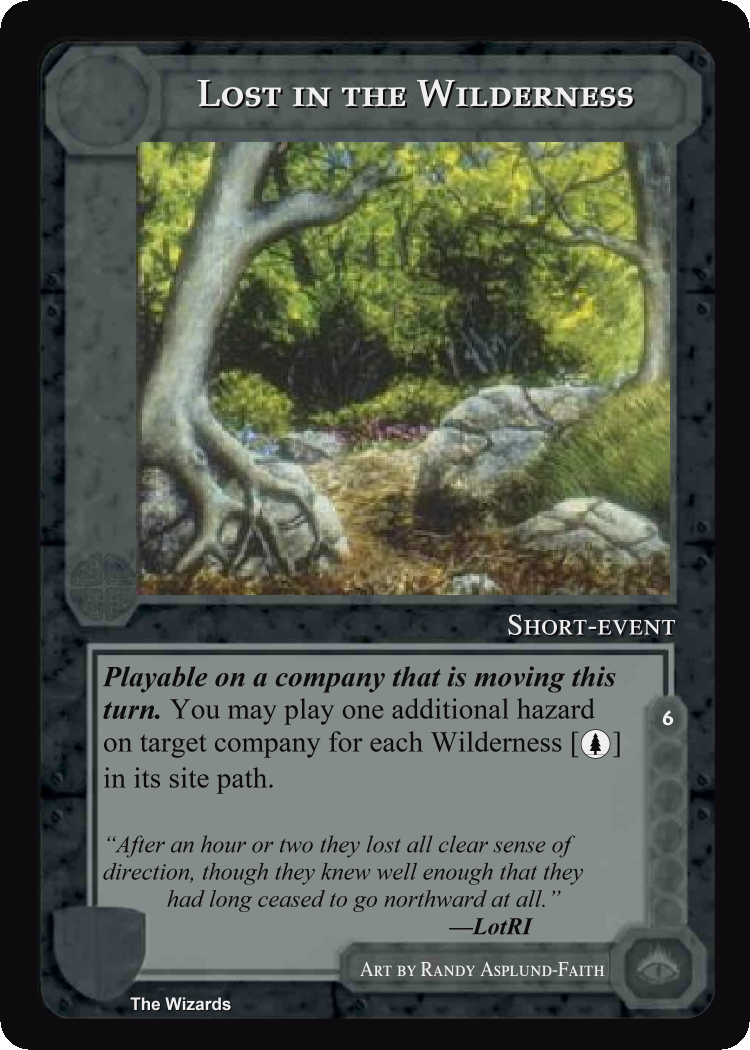 Lost in the Wilderness
Short-event
Playable on a company that is moving this
turn. You may play one additional hazard
on target company for each Wilderness [ ]
in its site path.
6
“After an hour or two they lost all clear sense of
direction, though they knew well enough that they
had long ceased to go northward at all.”
—LotRI
Art by Randy Asplund-Faith
The Wizards